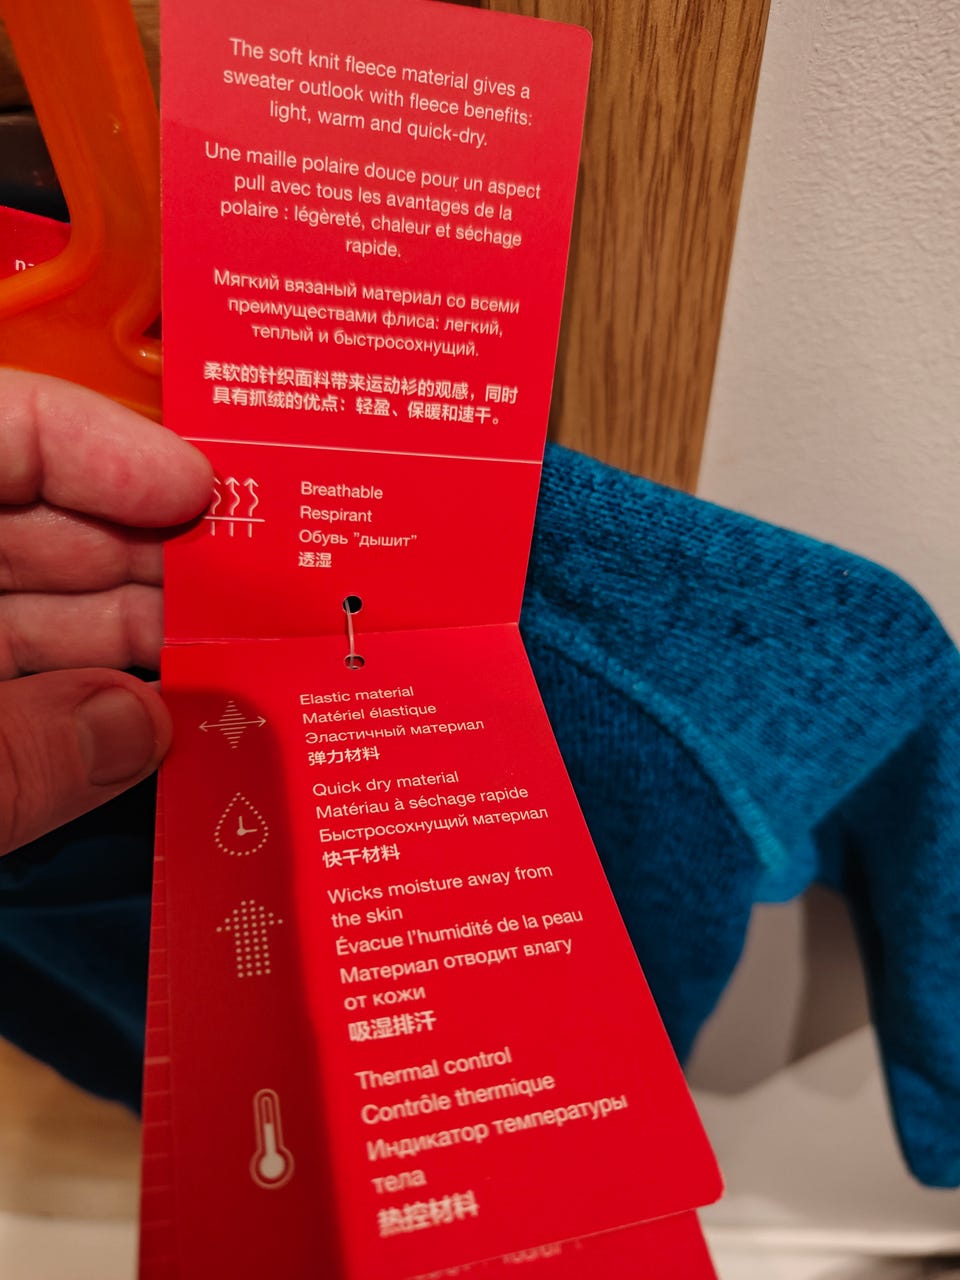 The soft knit fleece material gives a
sweater outlook with fleece benefits:
light, warm and quick-dry.
Une maille polaire douce pour un aspect
pull avec tous les avantages de la
polaire : légèreté, chaleur et séchage
rapide.
Мягкий вязаный материал со всеми
преимуществами флиса: легкий,
теплый и быстросохнущий.
柔软的针织面料带来运动衫的观感，同时
具有抓绒的优点：轻盈、保暖和速干。
Breathable
Respirant
Обувь "дышит"
透湿
Elastic material
Matériel élastique
Эластичный материал
弹力材料
Quick dry material
Matériau à séchage rapide
Быстросохнущий материал
快干材料
Wicks moisture away from
the skin
Évacue l'humidité de la peau
Материал отводит влагу
от кожи
吸湿排汗
Thermal control
Contrôle thermique
Индикатор температуры
тела
热控材料